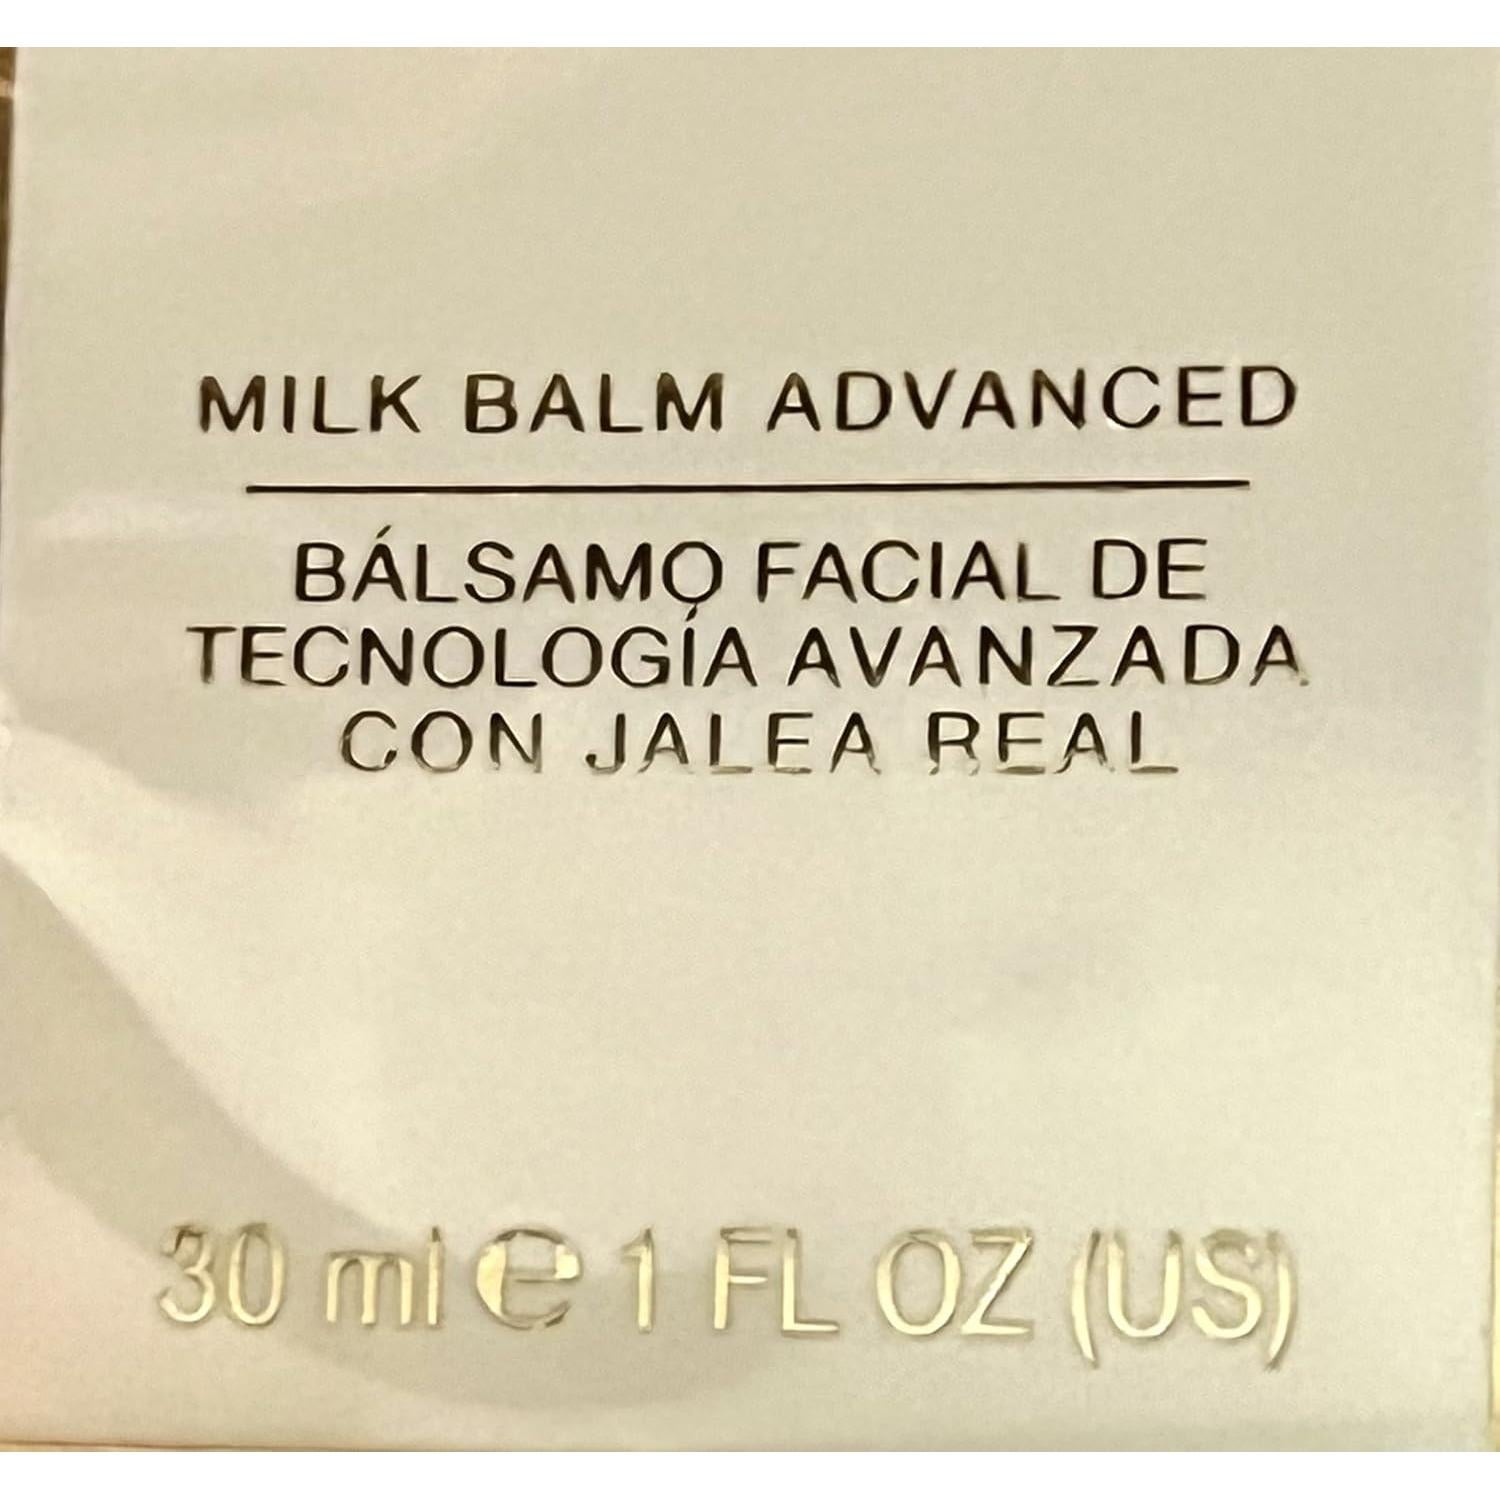 MILK BALM ADVANCED
BÁLSAMO FACIAL DE
TECNOLOGÍA AVANZADA
CON JALEA REAL
30 ml e 1 FL OZ (US)